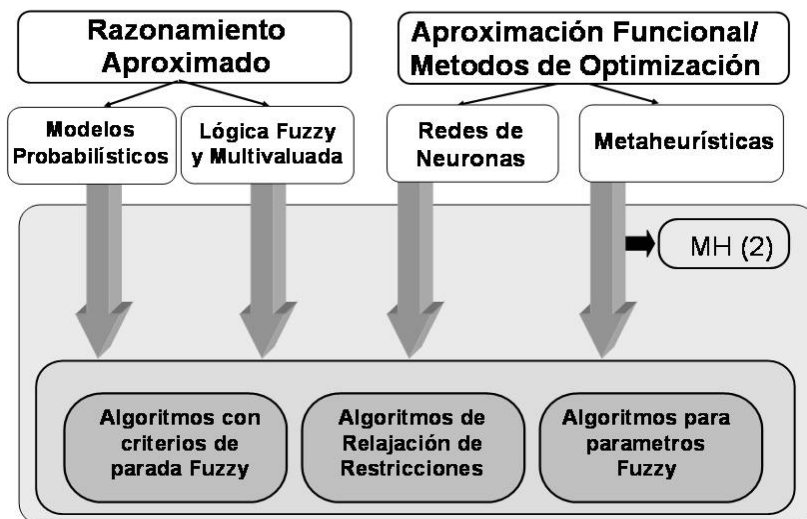 Razonamiento
Aproximado
Aproximación Funcional/
Metodos de Optimización
Modelos
Probabilísticos
Lógica Fuzzy
y Multivaluada
Redes de
Neuronas
Metaheurísticas
MH (2)
Algoritmos con
criterios de
parada Fuzzy
Algoritmos de
Relajación de
Restricciones
Algoritmos para
parametros
Fuzzy